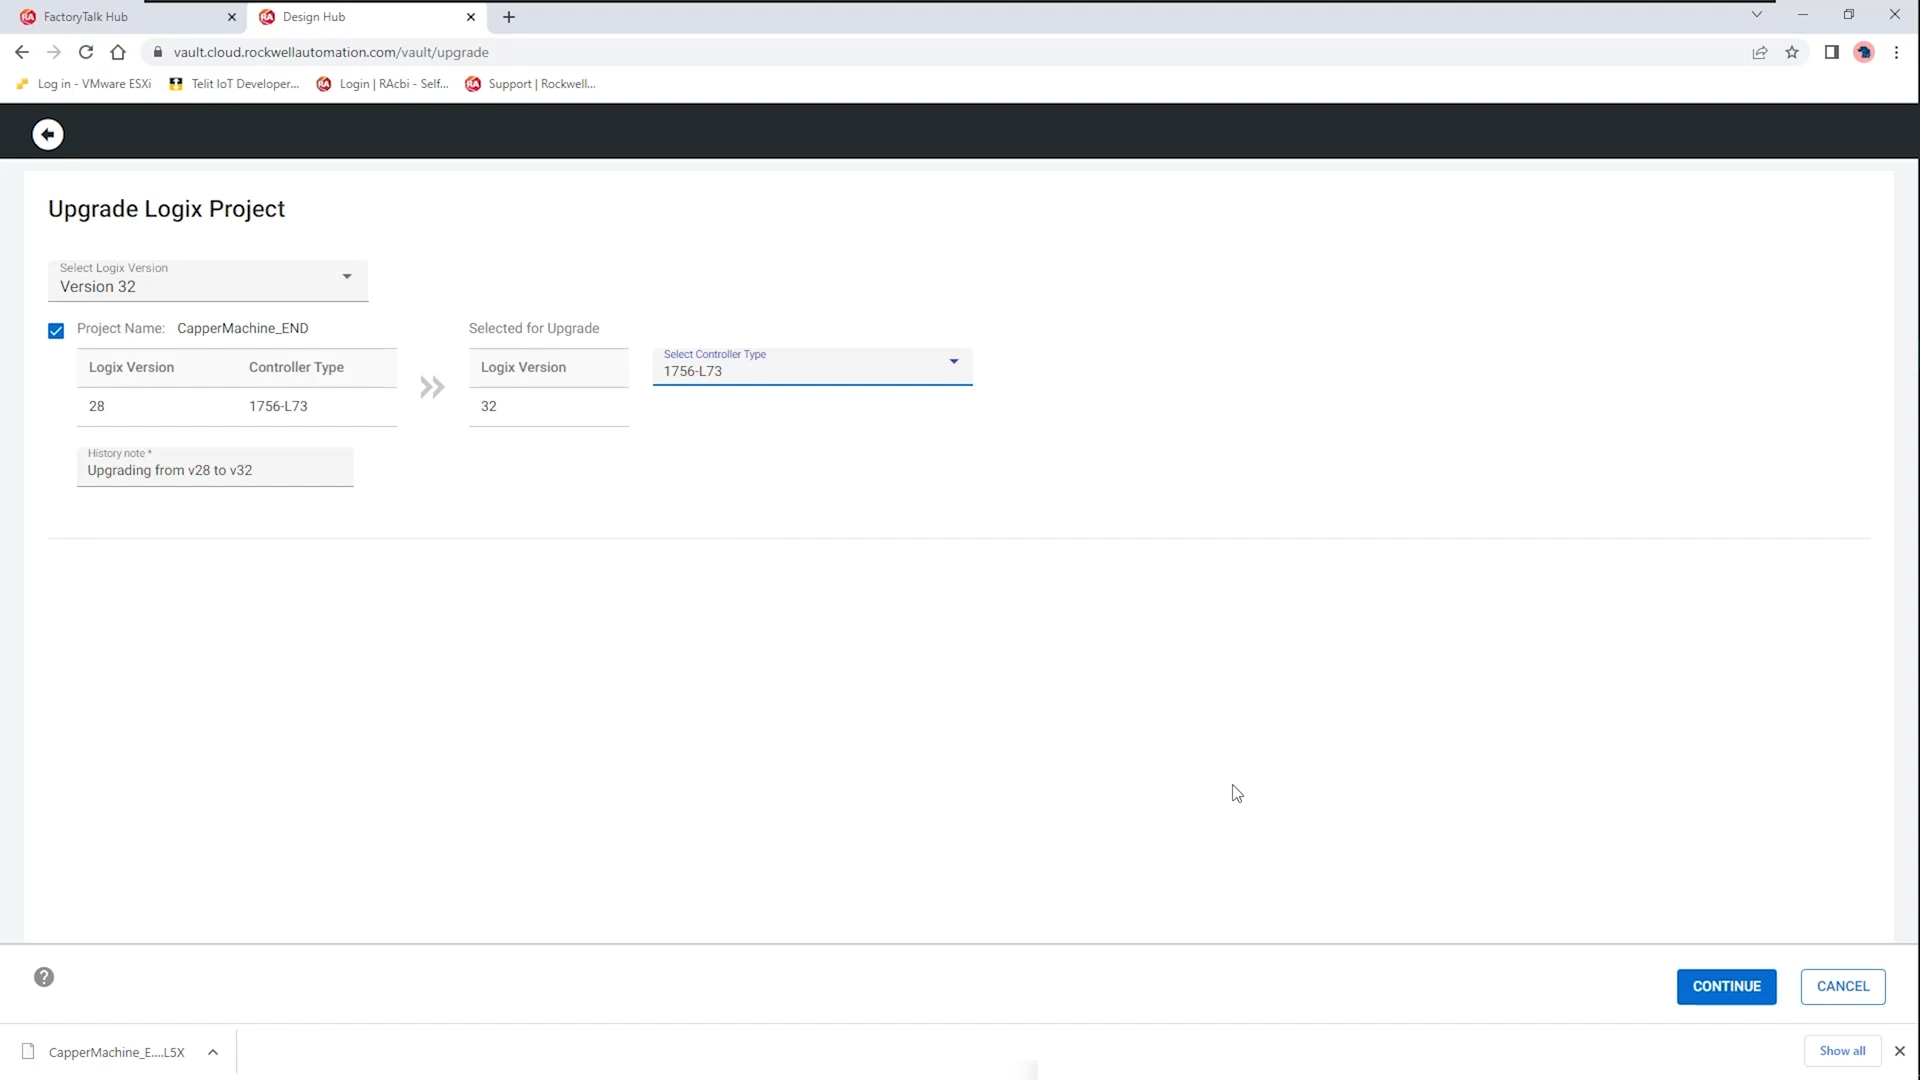 FactoryTalk Hub
Design Hub
vault.cloud.rockwellautomation.com/vault/upgrade
Log in - VMware ESXi
Telit IoT Developer...
Login | RAcbi - Self...
Support | Rockwell...
Upgrade Logix Project
Select Logix Version
Version 32
Project Name: CapperMachine_END
Selected for Upgrade
Logix Version Controller Type
Logix Version
Select Controller Type
1756-L73
28 1756-L73
32
History note *
Upgrading from v28 to v32
?
CONTINUE
CANCEL
CapperMachine_E....L5X
Show all